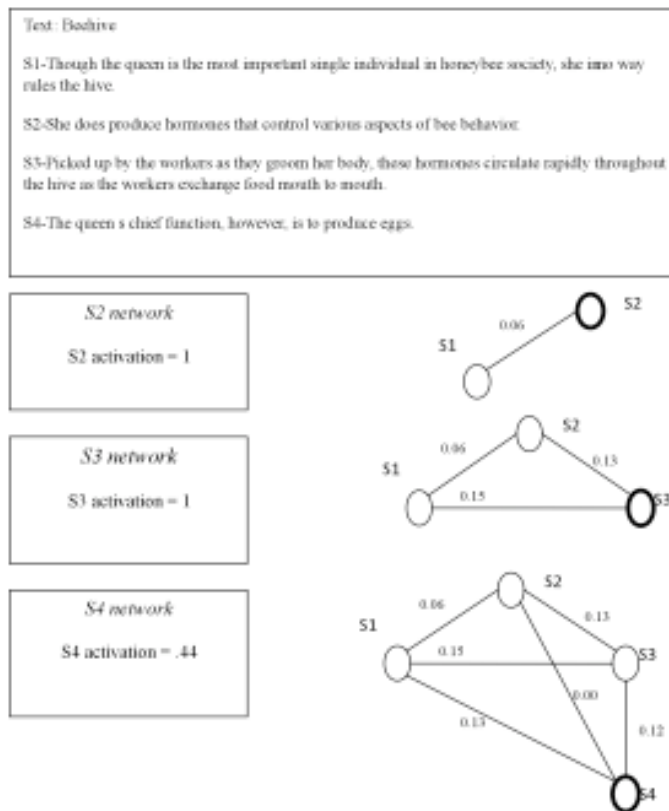 Text: Beehive
S1-Though the queen is the most important single individual in honeybee society, she inno way
rules the hive.
S2-She does produce hormones that control various aspects of bee behavior.
S3-Picked up by the workers as they groom her body, these hormones circulate rapidly throughout
the hive as the workers exchange food mouth to mouth.
S4-The queen s chief function, however, is to produce eggs.
S2 network
S2 activation = 1
S2
0.06
S1
S3 network
S3 activation = 1
S2
0.06
0.13
S1
0.15
S3
S4 network
S4 activation = .44
S2
0.06
0.13
S1
0.15
S3
0.00
0.13
0.12
S4